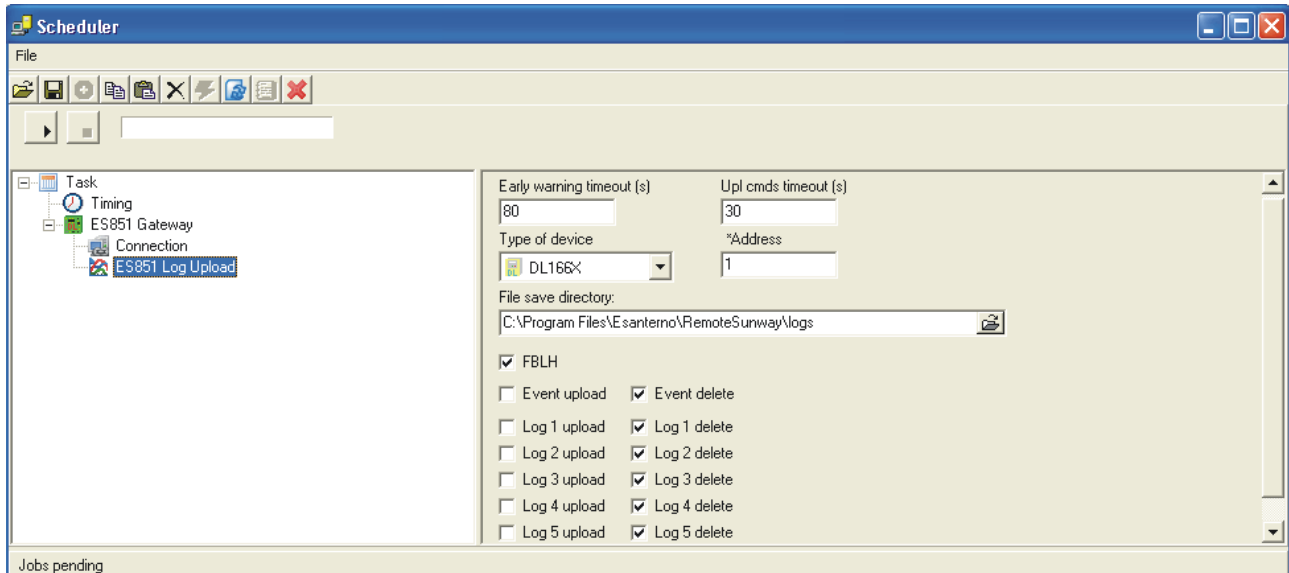 Scheduler
File
Task
Timing
ES851 Gateway
Connection
ES851 Log Upload
Early warning timeout (s) Upl cmds timeout (s)
80 30
Type of device *Address
DL DL166X 1
File save directory:
C:\Program Files\Esanterno\RemoteSunway\logs
FBLH
Event upload Event delete
Log 1 upload Log 1 delete
Log 2 upload Log 2 delete
Log 3 upload Log 3 delete
Log 4 upload Log 4 delete
Log 5 upload Log 5 delete
Jobs pending